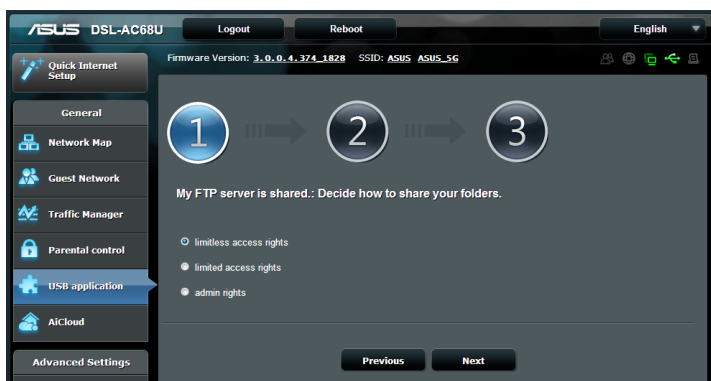 ASUS DSL-AC68U Logout Reboot English
Quick Internet Setup
Firmware Version: 3.0.0.4.374_1828 SSID: ASUS ASUS_5G
General
1 2 3
Network Map
Guest Network
My FTP server is shared.: Decide how to share your folders.
Traffic Manager
limitless access rights
Parental control
limited access rights
USB application
admin rights
AiCloud
Advanced Settings
Previous Next